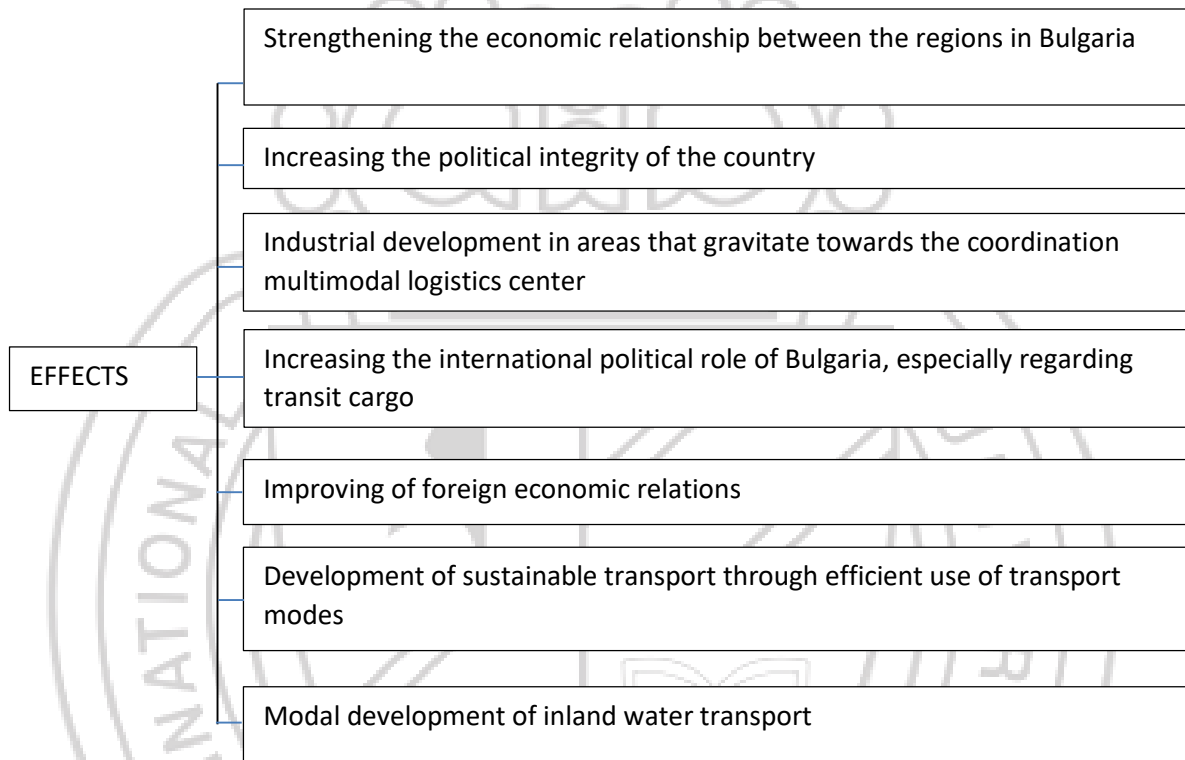 Strengthening the economic relationship between the regions in Bulgaria
Increasing the political integrity of the country
Industrial development in areas that gravitate towards the coordination
multimodal logistics center
EFFECTS
Increasing the international political role of Bulgaria, especially regarding
transit cargo
Improving of foreign economic relations
Development of sustainable transport through efficient use of transport
modes
Modal development of inland water transport